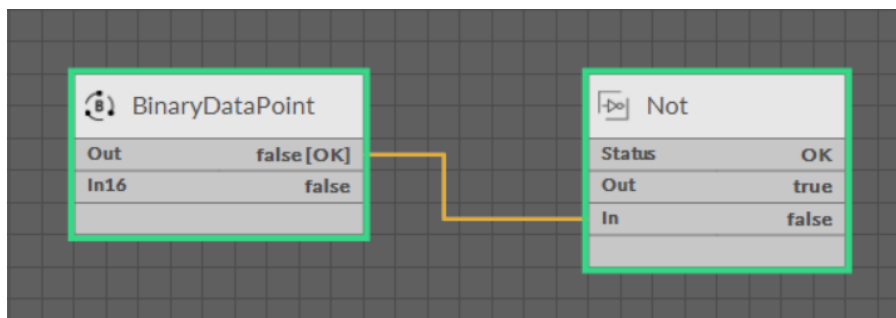 B BinaryDataPoint
Out false [OK]
In16 false
Not
Status OK
Out true
In false